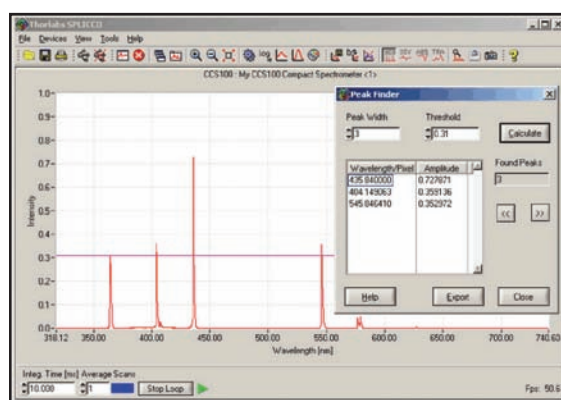 Thorlabs SPLICCO
File Devices View Tools Help
CCS100 : My CCS100 Compact Spectrometer <1>
Peak Finder
Peak Width Threshold
3 0.31 Calculate
Wavelength/Pixel Amplitude Found Peaks
435.840000 0.727871 3
404.149063 0.359136
545.846410 0.352972
<< >>
Help Export Close
Intensity
1.0
0.9
0.8
0.7
0.6
0.5
0.4
0.3
0.2
0.1
0.0
318.12 350.00 400.00 450.00 500.00 550.00 600.00 650.00 700.00 740.63
Wavelength [nm]
Integ. Time [ms] Average Scans
10.000 1 Stop Loop